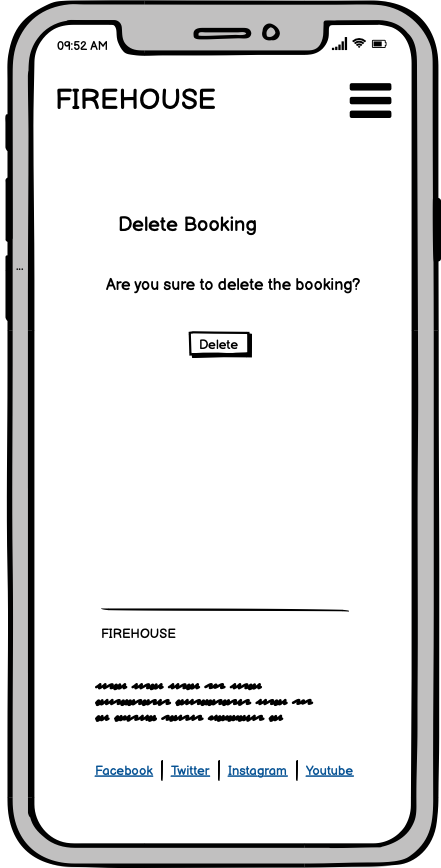 09:52 AM
FIREHOUSE
Delete Booking
Are you sure to delete the booking?
Delete
FIREHOUSE
Facebook | Twitter | Instagram | Youtube